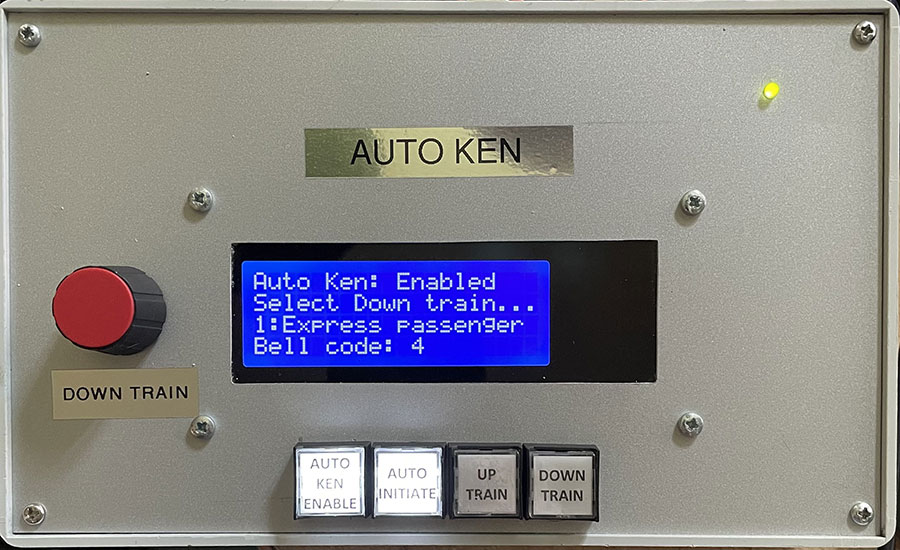 AUTO KEN
Auto Ken: Enabled
Select Down train...
1:Express passenger
Bell code: 4
DOWN TRAIN
AUTO
KEN
ENABLE
AUTO
INITIATE
UP
TRAIN
DOWN
TRAIN